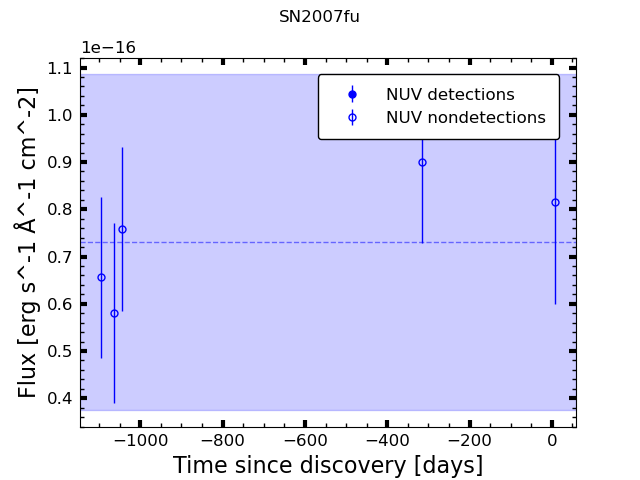 SN2007fu
1e−16
1.1
1.0
0.9
0.8
0.7
0.6
0.5
0.4
Flux [erg s^-1 Å^-1 cm^-2]
NUV detections
NUV nondetections
−1000
−800
−600
−400
−200
0
Time since discovery [days]